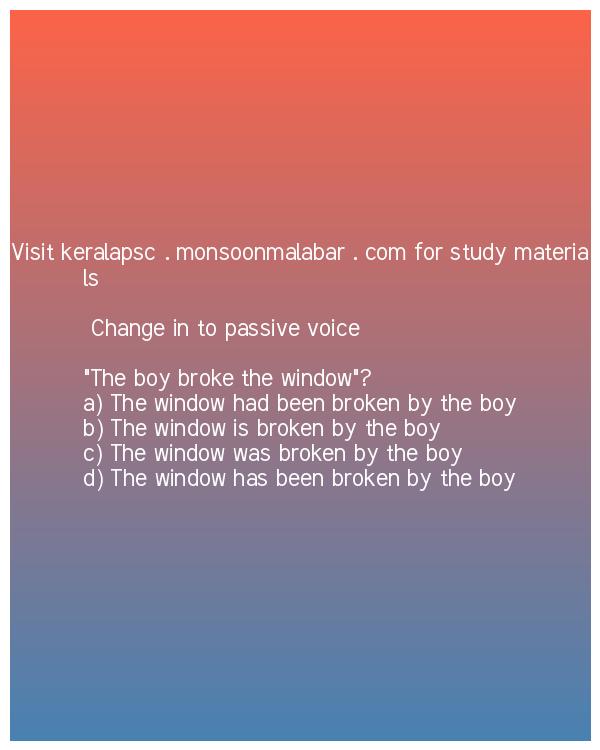 Visit keralapsc . monsoonmalabar . com for study materia
ls
Change in to passive voice
"The boy broke the window"?
a) The window had been broken by the boy
b) The window is broken by the boy
c) The window was broken by the boy
d) The window has been broken by the boy